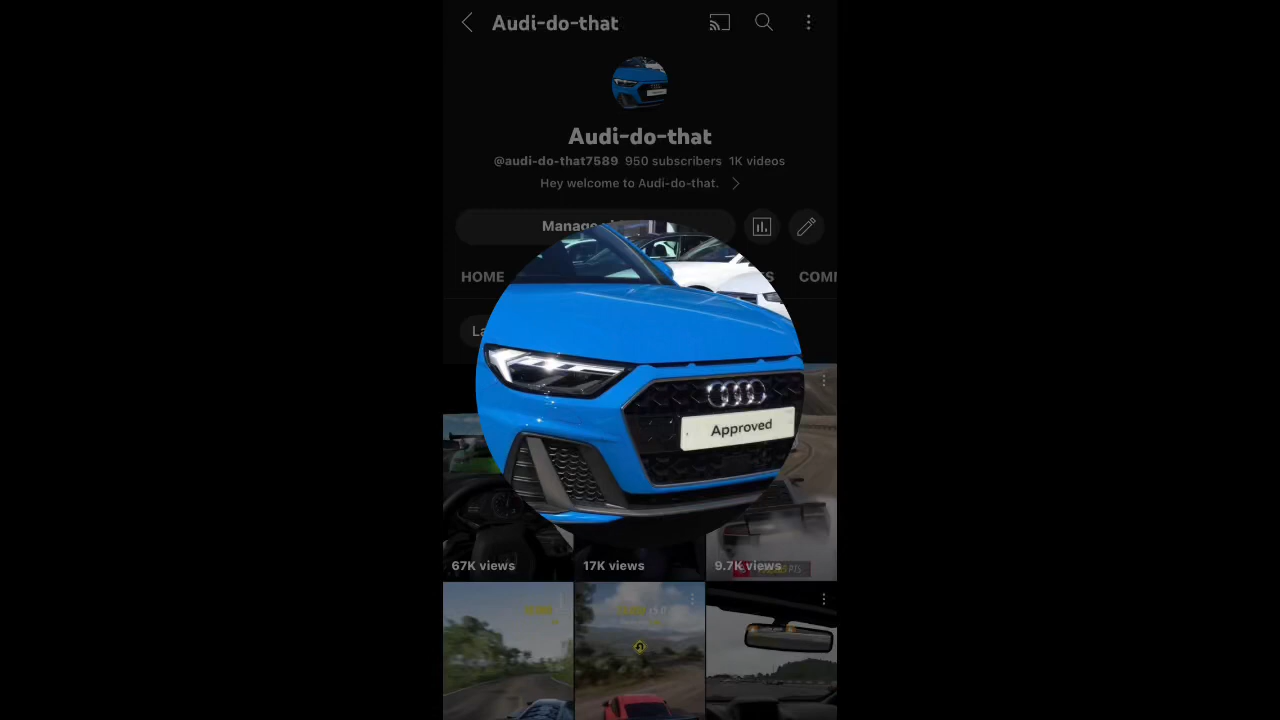 Audi-do-that
Audi-do-that
@audi-do-that7589 950 subscribers 1K videos
Hey welcome to Audi-do-that.
HOME
Approved
67K views
17K views
9.7K views